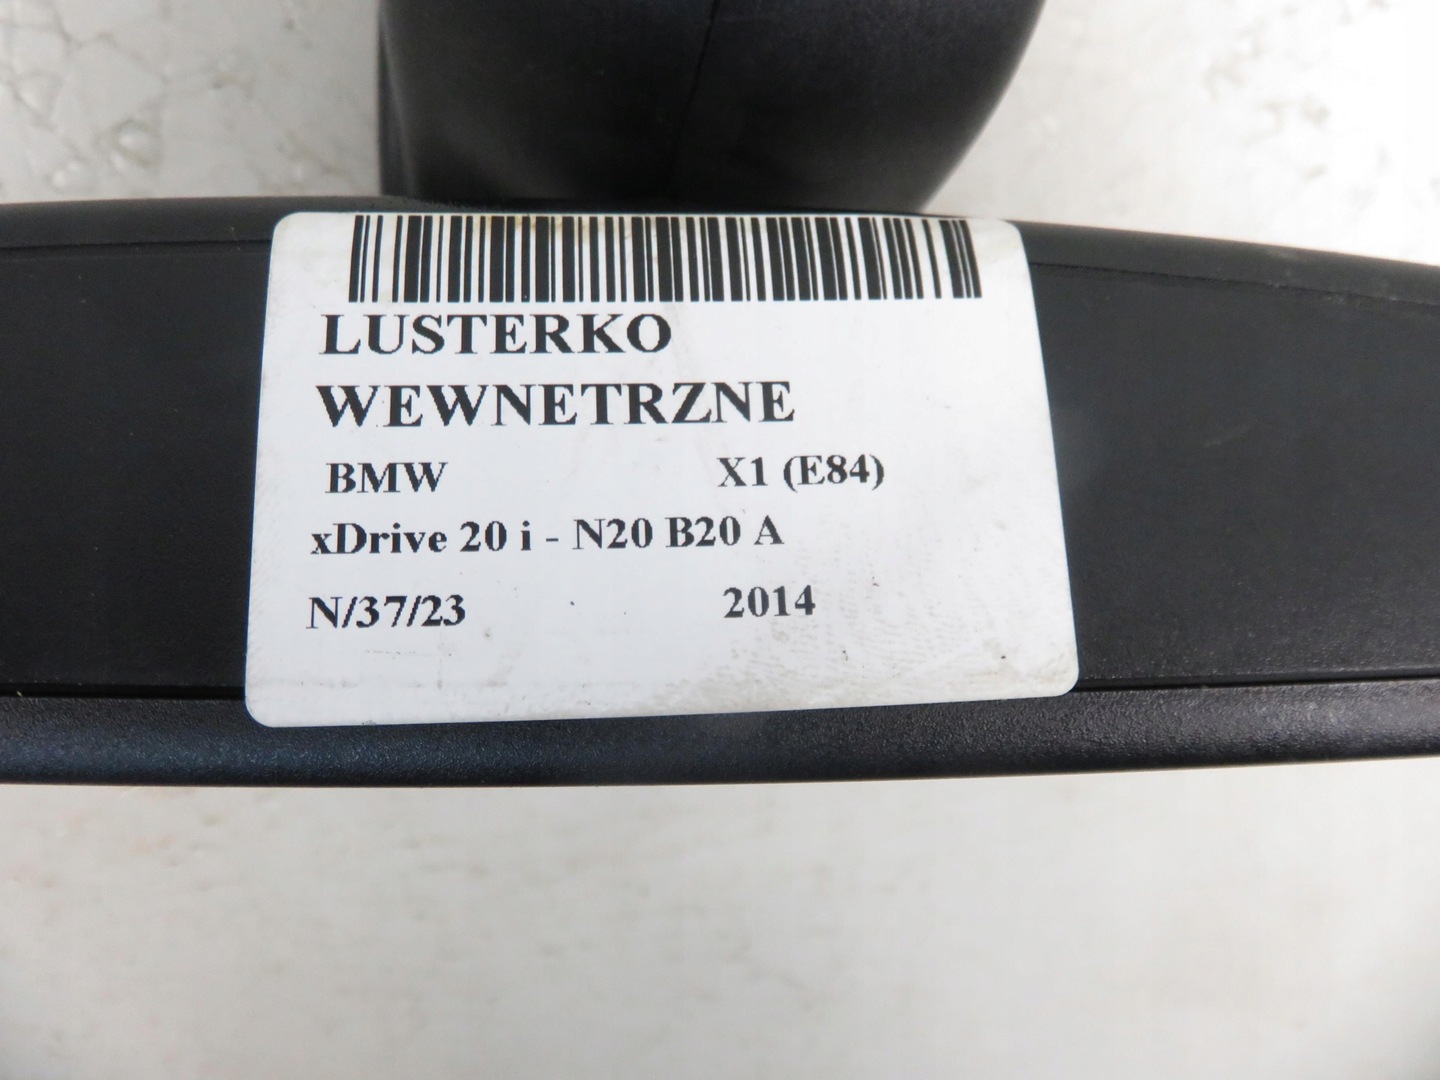 LUSTERKO
WEWNETRZNE
BMW X1 (E84)
xDrive 20 i - N20 B20 A
N/37/23 2014